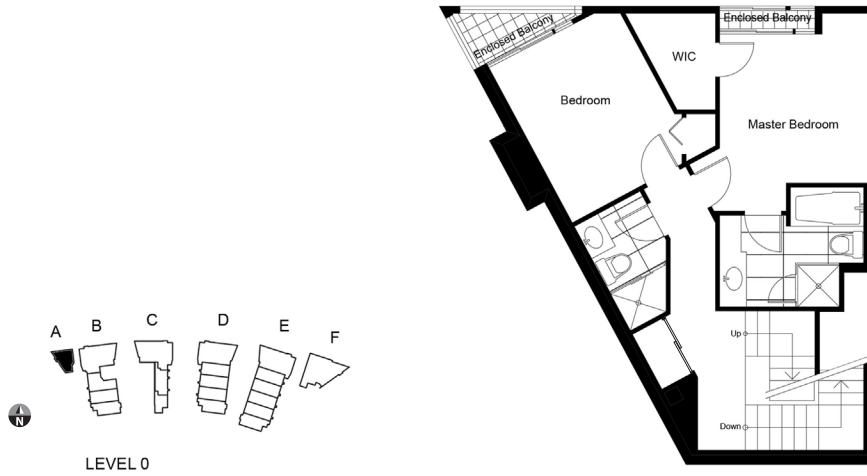 Enclosed Balcony
Enclosed Balcony
WIC
Bedroom
Master Bedroom
Up
Down
A
B
C
D
E
F
N
LEVEL 0